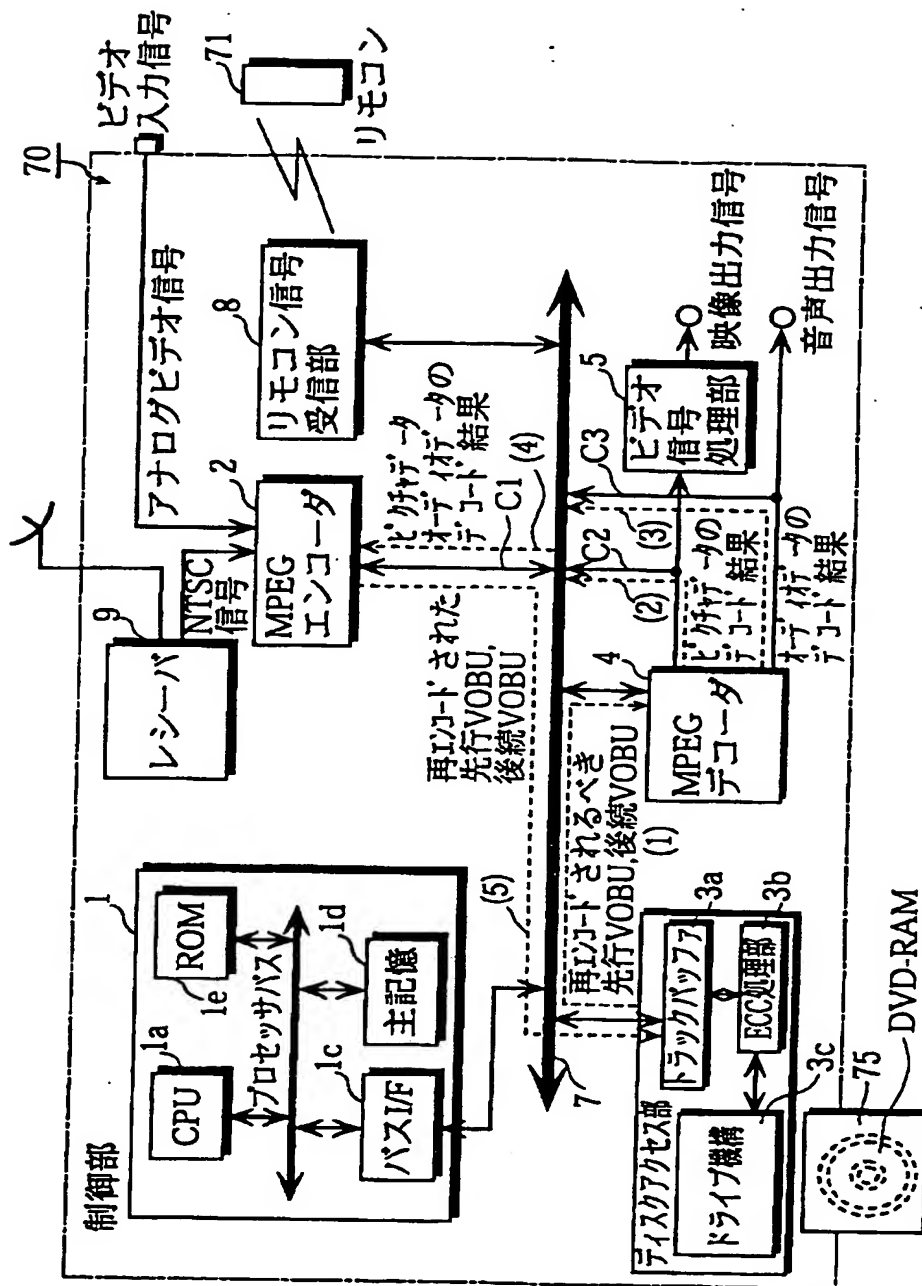 70
ビデオ
入力信号
71
リモコン
アナログビデオ信号
9
レシーバ
NTSC
信号
2
MPEG
エンコーダ
8
リモコン信号
受信部
ピクチャデータ
オーディオデータの
デコード結果
(4)
C1
再エンコードされた
先行VOBU,
後続VOBU
制御部
1
1a
CPU
ROM
1e
プロセッサバス
1c
バスI/F
1d
主記憶
7
(5)
再エンコードされるべき
先行VOBU,後続VOBU
(1)
4
MPEG
デコーダ
(2)
C2
(3)
C3
ピクチャデータの
デコード結果
オーディオデータの
デコード結果
5
ビデオ
信号
処理部
映像出力信号
音声出力信号
ディスクアクセス部
3a
トラックバッファ
3b
ECC処理部
3c
ドライブ機構
75
DVD-RAM